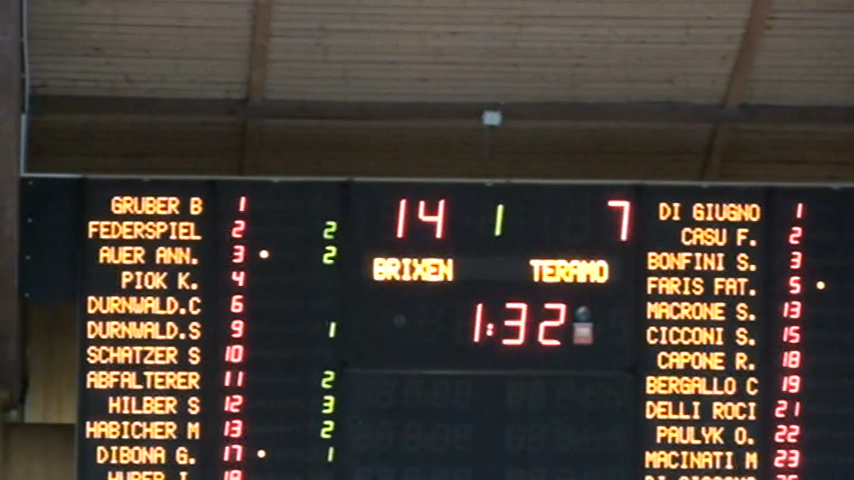 GRUBER B 1
FEDERSPIEL 2 2
AUER ANN. 3 2
PIOK K. 4
DURNWALD.C 6
DURNWALD.S 9 1
SCHATZER S 10
ABFALTERER 11 2
HILBER S 12 3
HABICHER M 13 2
DIBONA G. 17 1
14 1 7
BRIXEN TERAMO
1:32
DI GIUGNO 1
CASU F. 2
BONFINI S. 3
FARIS FAT. 5
MACRONE S. 13
CICCONI S. 15
CAPONE R. 18
BERGALLO C 19
DELLI ROCI 21
PAULYK O. 22
MACINATI M 23